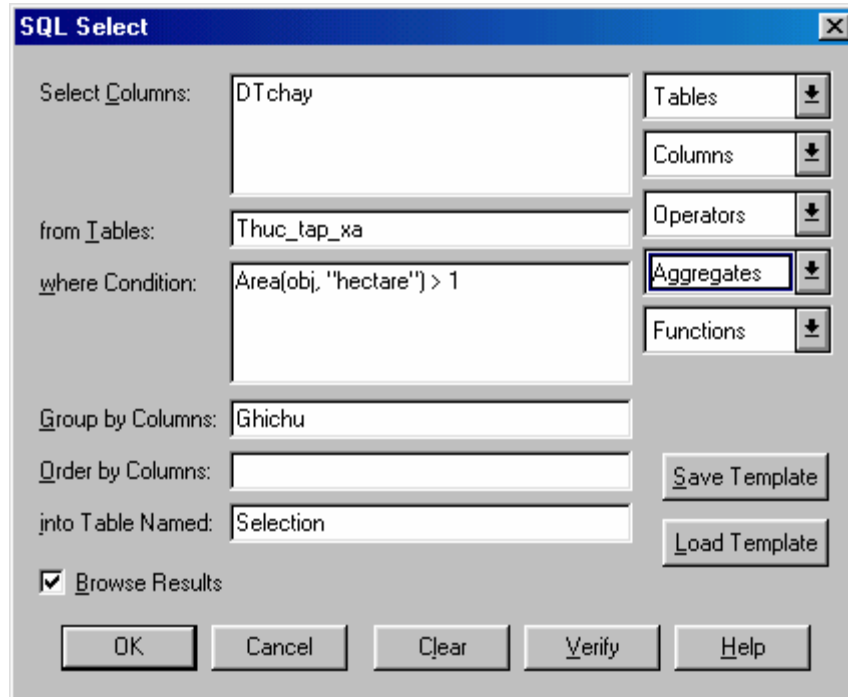 SQL Select
Select Columns:
DTchay
Tables
Columns
Operators
from Tables:
Thuc_tap_xa
where Condition:
Area(obj, "hectare") > 1
Aggregates
Functions
Group by Columns:
Ghichu
Order by Columns:
Save Template
into Table Named:
Selection
Load Template
Browse Results
OK
Cancel
Clear
Verify
Help